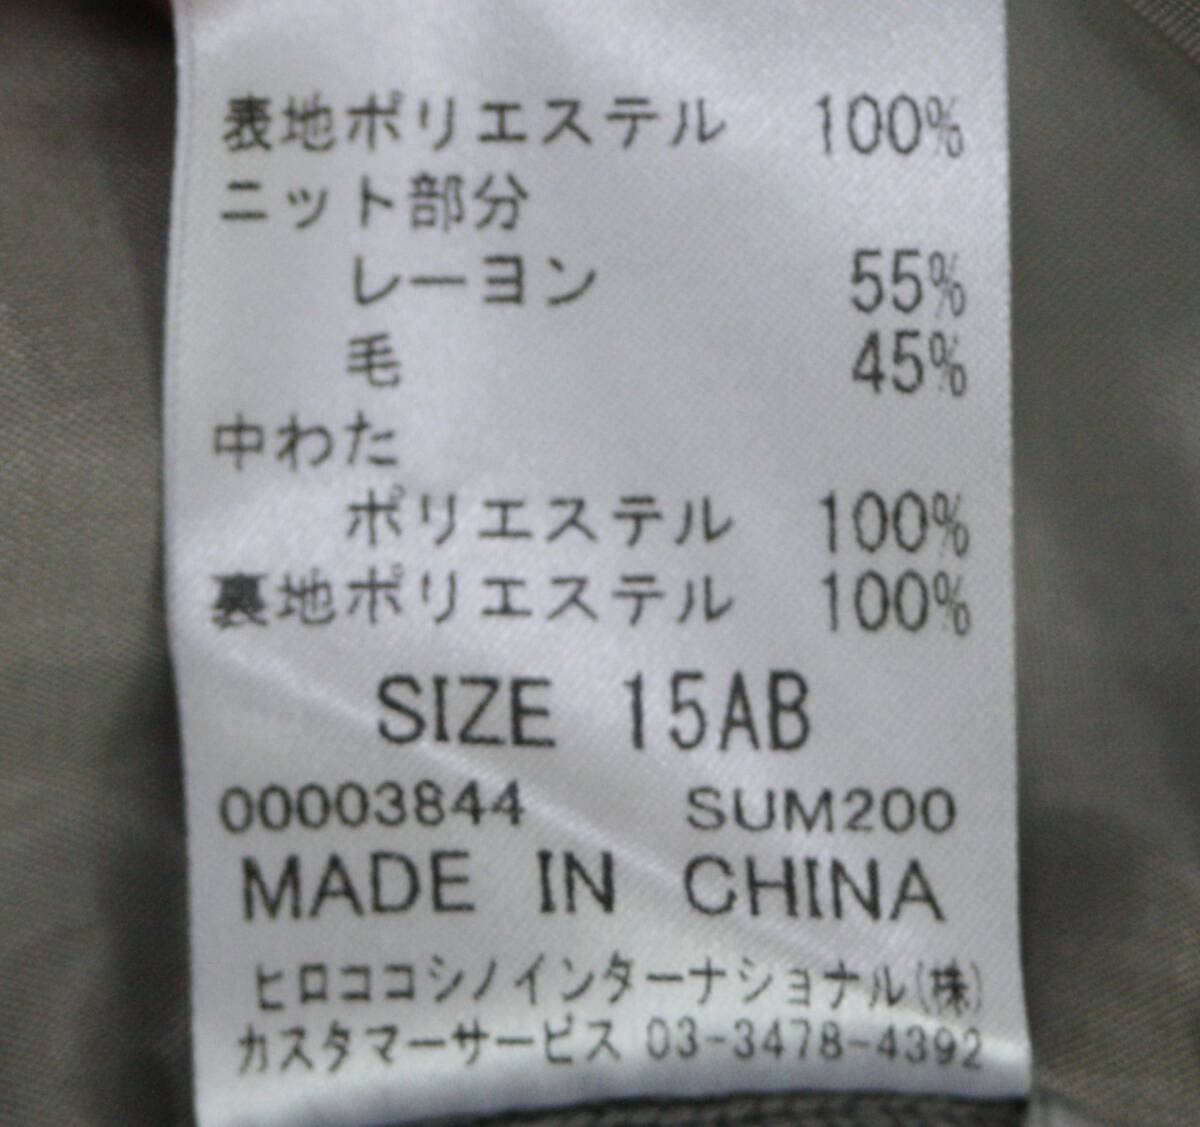 表地ポリエステル 100%
ニット部分
レーヨン 55%
毛 45%
中わた
ポリエステル 100%
裏地ポリエステル 100%
SIZE 15AB
00003844 SUM200
MADE IN CHINA
ヒロココシノインターナショナル(株)
カスタマーサービス 03-3478-4392